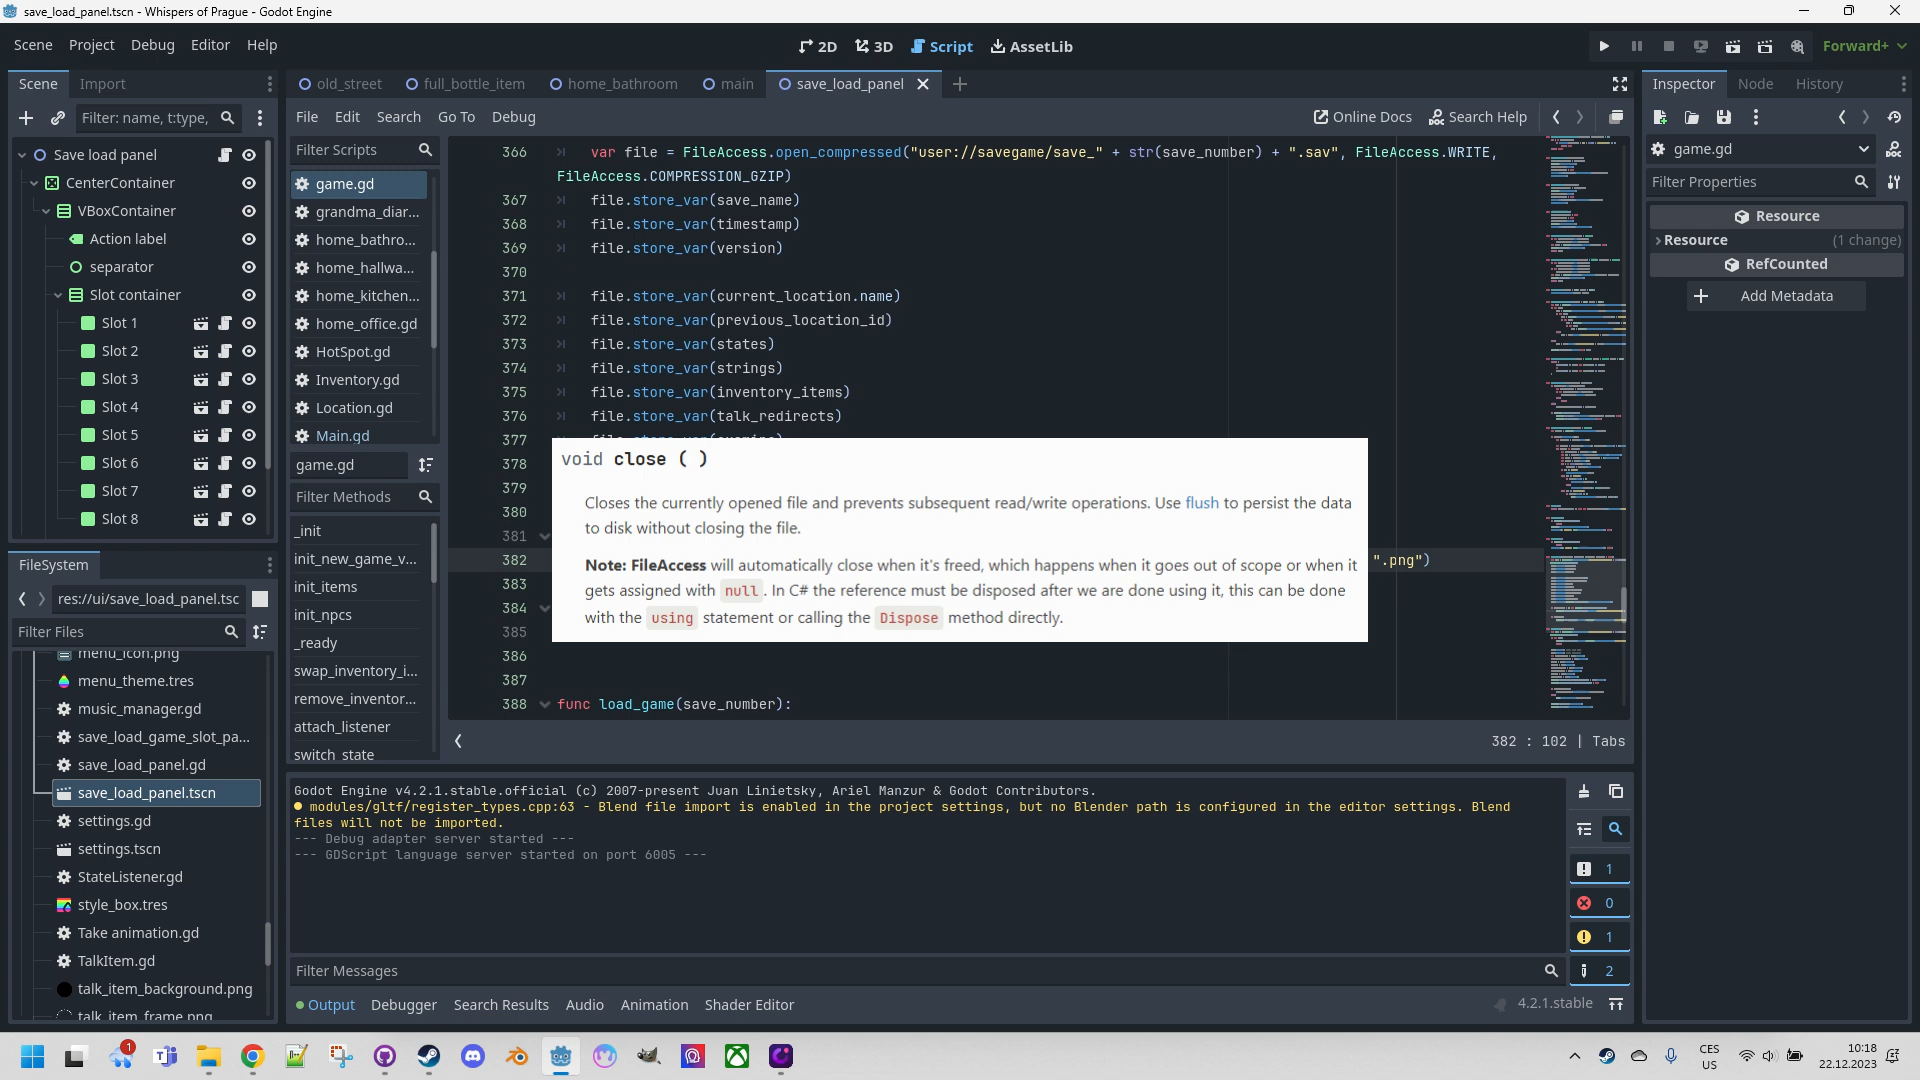 save_load_panel.tscn - Whispers of Prague - Godot Engine
Scene Project Debug Editor Help
2D 3D Script AssetLib
Forward+
Scene Import
Filter: name, t:type,
Save load panel
CenterContainer
VBoxContainer
Action label
separator
Slot container
Slot 1
Slot 2
Slot 3
Slot 4
Slot 5
Slot 6
Slot 7
Slot 8
FileSystem
res://ui/save_load_panel.tsc
Filter Files
menu_icon.png
menu_theme.tres
music_manager.gd
save_load_game_slot_pa...
save_load_panel.gd
save_load_panel.tscn
settings.gd
settings.tscn
StateListener.gd
style_box.tres
Take animation.gd
TalkItem.gd
talk_item_background.png
talk_item_frame.png
old_street full_bottle_item home_bathroom main save_load_panel
File Edit Search Go To Debug
Online Docs Search Help
Filter Scripts
game.gd
grandma_diar...
home_bathro...
home_hallwa...
home_kitchen...
home_office.gd
HotSpot.gd
Inventory.gd
Location.gd
Main.gd
game.gd
Filter Methods
_init
init_new_game_v...
init_items
init_npcs
_ready
swap_inventory_i...
remove_inventor...
attach_listener
switch_state
366 var file = FileAccess.open_compressed("user://savegame/save_" + str(save_number) + ".sav", FileAccess.WRITE,
FileAccess.COMPRESSION_GZIP)
367 file.store_var(save_name)
368 file.store_var(timestamp)
369 file.store_var(version)
370
371 file.store_var(current_location.name)
372 file.store_var(previous_location_id)
373 file.store_var(states)
374 file.store_var(strings)
375 file.store_var(inventory_items)
376 file.store_var(talk_redirects)
377
378
379
380
381
382 ".png")
383
384
385
386
387
388 func load_game(save_number):
void close ( )
Closes the currently opened file and prevents subsequent read/write operations. Use flush to persist the data
to disk without closing the file.
Note: FileAccess will automatically close when it's freed, which happens when it goes out of scope or when it
gets assigned with null. In C# the reference must be disposed after we are done using it, this can be done
with the using statement or calling the Dispose method directly.
382 : 102 | Tabs
Godot Engine v4.2.1.stable.official (c) 2007-present Juan Linietsky, Ariel Manzur & Godot Contributors.
modules/gltf/register_types.cpp:63 - Blend file import is enabled in the project settings, but no Blender path is configured in the editor settings. Blend
files will not be imported.
--- Debug adapter server started ---
--- GDScript language server started on port 6005 ---
1
0
1
2
Filter Messages
Output Debugger Search Results Audio Animation Shader Editor
4.2.1.stable
Inspector Node History
game.gd
Filter Properties
Resource
Resource (1 change)
RefCounted
Add Metadata
1
CES
US
10:18
22.12.2023